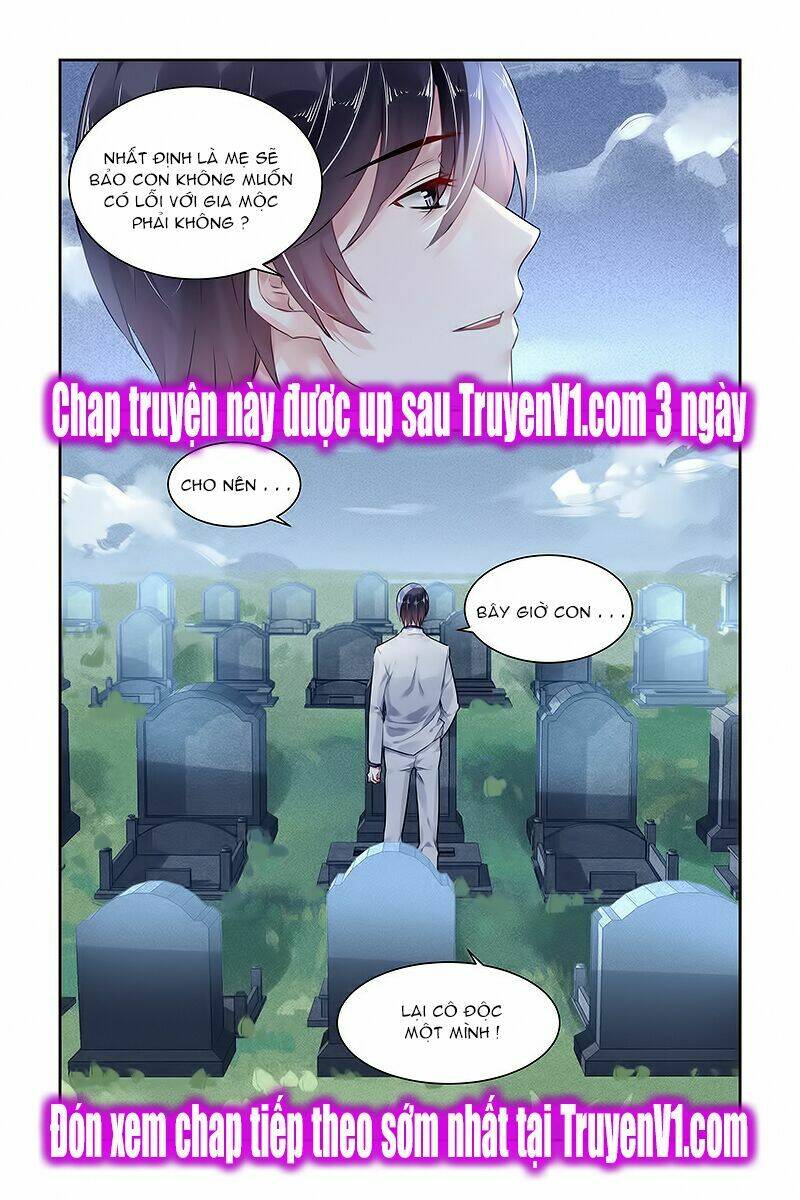 NHẤT ĐỊNH LÀ MẸ SẼ
BẢO CON KHÔNG MUỐN
CÓ LỖI VỚI GIA MỘC
PHẢI KHÔNG ?
Chap truyện này được up sau TruyenV1.com 3 ngày
CHO NÊN . . .
BÂY GIỜ CON . . .
LẠI CÔ ĐỘC
MỘT MÌNH !
Đón xem chap tiếp theo sớm nhất tại TruyenV1.com